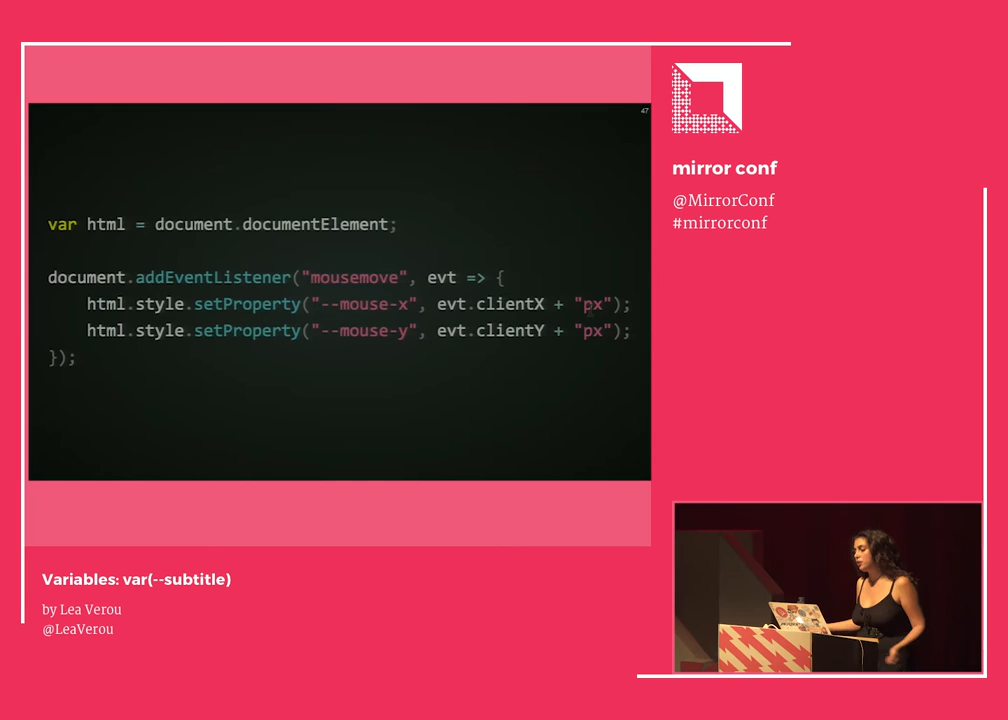 47
var html = document.documentElement;
document.addEventListener("mousemove", evt => {
    html.style.setProperty("--mouse-x", evt.clientX + "px");
    html.style.setProperty("--mouse-y", evt.clientY + "px");
});
mirror conf
@MirrorConf
#mirrorconf
Variables: var(--subtitle)
by Lea Verou
@LeaVerou